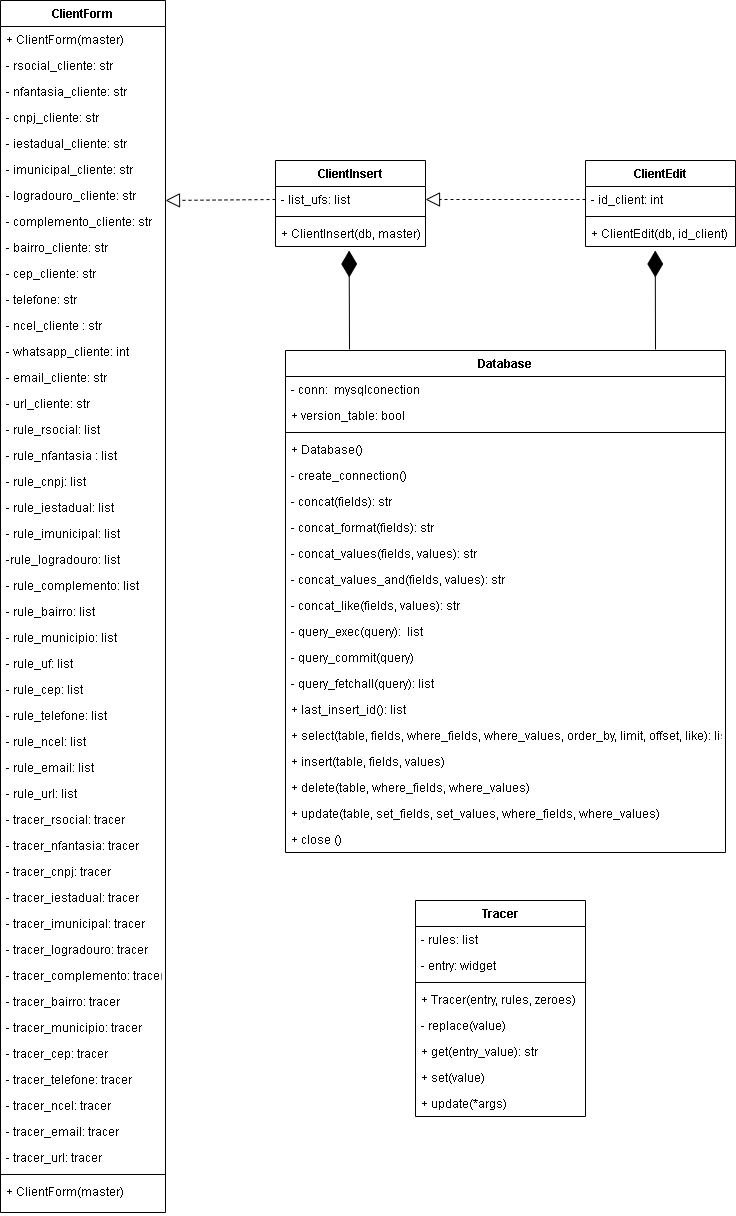 ClientForm
+ ClientForm(master)
- rsocial_cliente: str
- nfantasia_cliente: str
- cnpj_cliente: str
- iestadual_cliente: str
- imunicipal_cliente: str
- logradouro_cliente: str
- complemento_cliente: str
- bairro_cliente: str
- cep_cliente: str
- telefone: str
- ncel_cliente : str
- whatsapp_cliente: int
- email_cliente: str
- url_cliente: str
- rule_rsocial: list
- rule_nfantasia : list
- rule_cnpj: list
- rule_iestadual: list
- rule_imunicipal: list
-rule_logradouro: list
- rule_complemento: list
- rule_bairro: list
- rule_municipio: list
- rule_uf: list
- rule_cep: list
- rule_telefone: list
- rule_ncel: list
- rule_email: list
- rule_url: list
- tracer_rsocial: tracer
- tracer_nfantasia: tracer
- tracer_cnpj: tracer
- tracer_iestadual: tracer
- tracer_imunicipal: tracer
- tracer_logradouro: tracer
- tracer_complemento: tracer
- tracer_bairro: tracer
- tracer_municipio: tracer
- tracer_cep: tracer
- tracer_telefone: tracer
- tracer_ncel: tracer
- tracer_email: tracer
- tracer_url: tracer
+ ClientForm(master)
ClientInsert
- list_ufs: list
+ ClientInsert(db, master)
ClientEdit
- id_client: int
+ ClientEdit(db, id_client)
Database
- conn:  mysqlconection
+ version_table: bool
+ Database()
- create_connection()
- concat(fields): str
- concat_format(fields): str
- concat_values(fields, values): str
- concat_values_and(fields, values): str
- concat_like(fields, values): str
- query_exec(query):  list
- query_commit(query)
- query_fetchall(query): list
+ last_insert_id(): list
+ select(table, fields, where_fields, where_values, order_by, limit, offset, like): li
+ insert(table, fields, values)
+ delete(table, where_fields, where_values)
+ update(table, set_fields, set_values, where_fields, where_values)
+ close ()
Tracer
- rules: list
- entry: widget
+ Tracer(entry, rules, zeroes)
- replace(value)
+ get(entry_value): str
+ set(value)
+ update(*args)